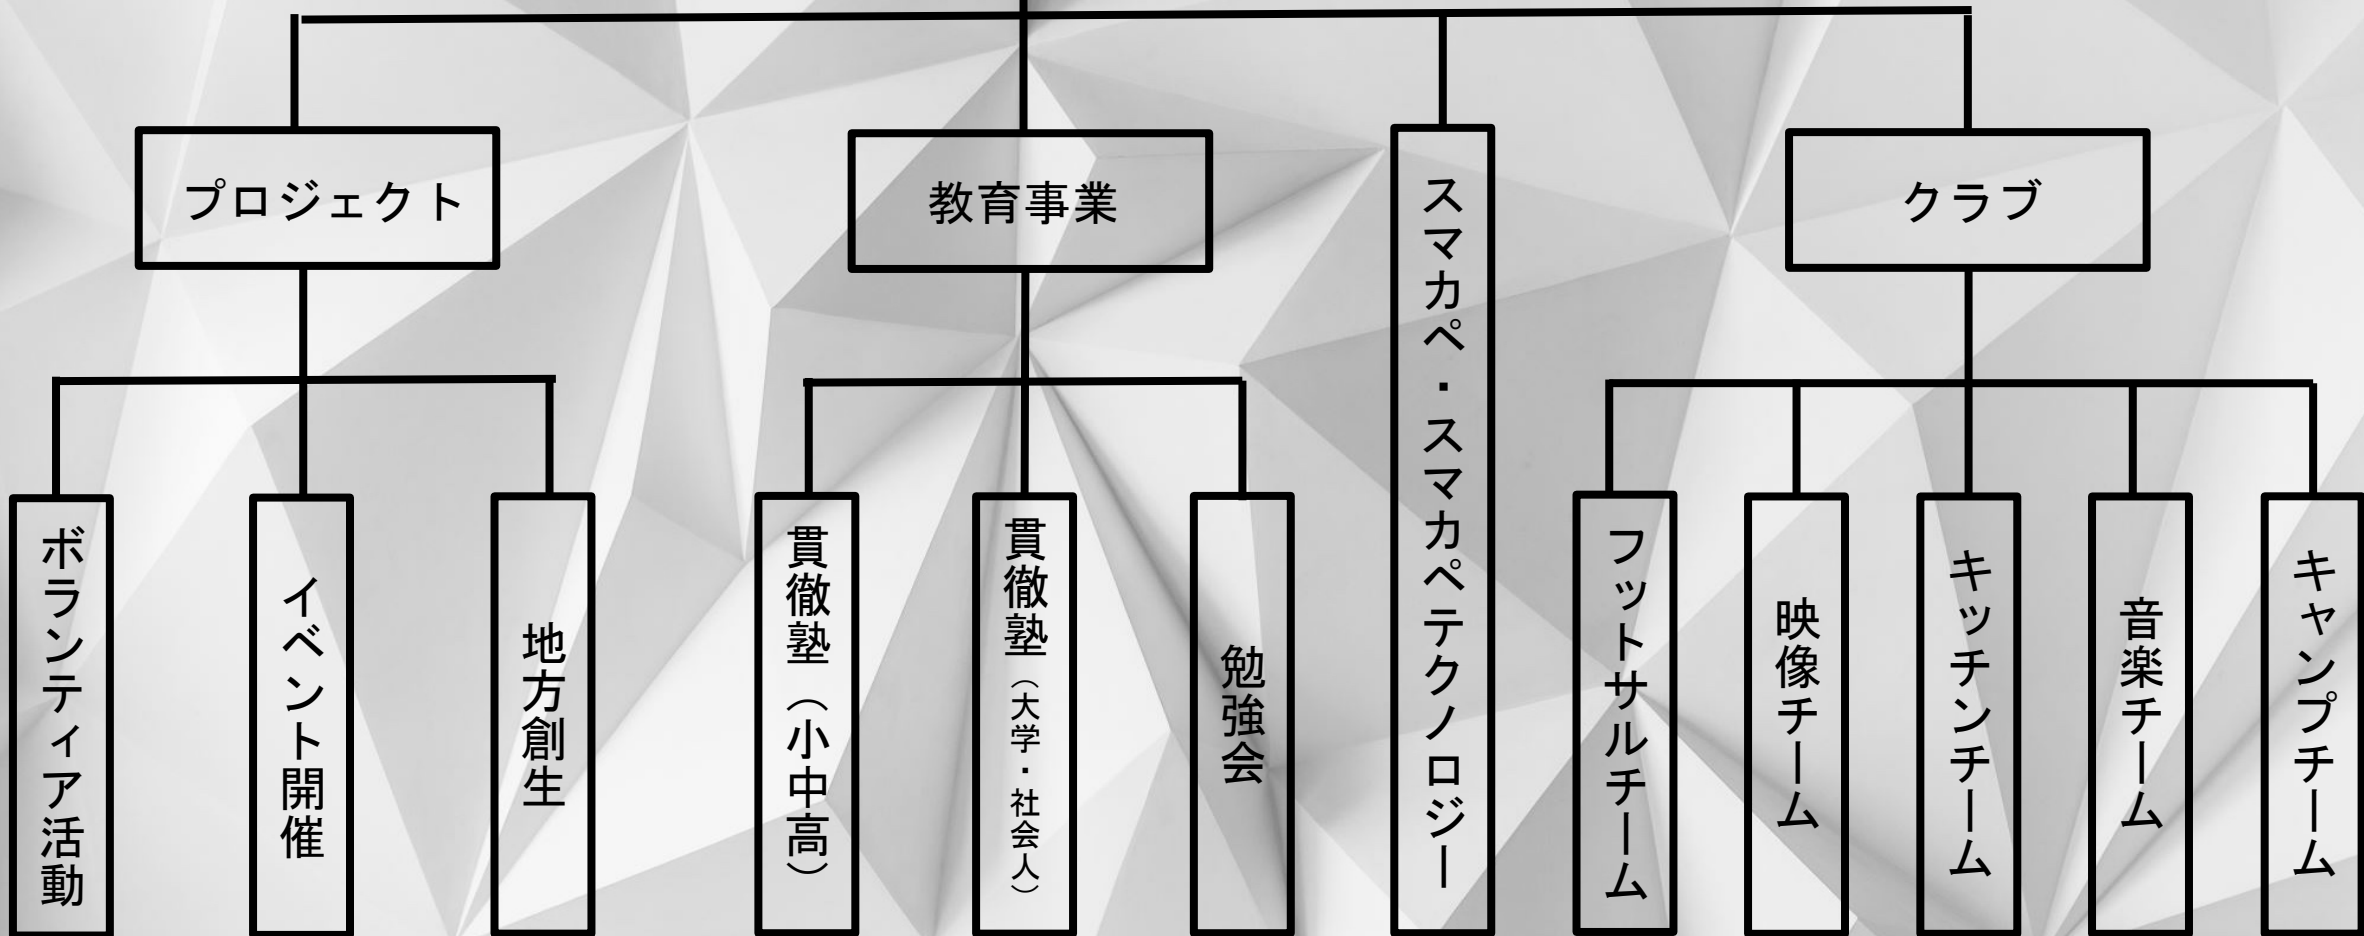 プロジェクト
教育事業
スマカペ・スマカペテクノロジー
クラブ
ボランティア活動
イベント開催
地方創生
貫徹塾（小中高）
貫徹塾（大学・社会人）
勉強会
フットサルチーム
映像チーム
キッチンチーム
音楽チーム
キャンプチーム